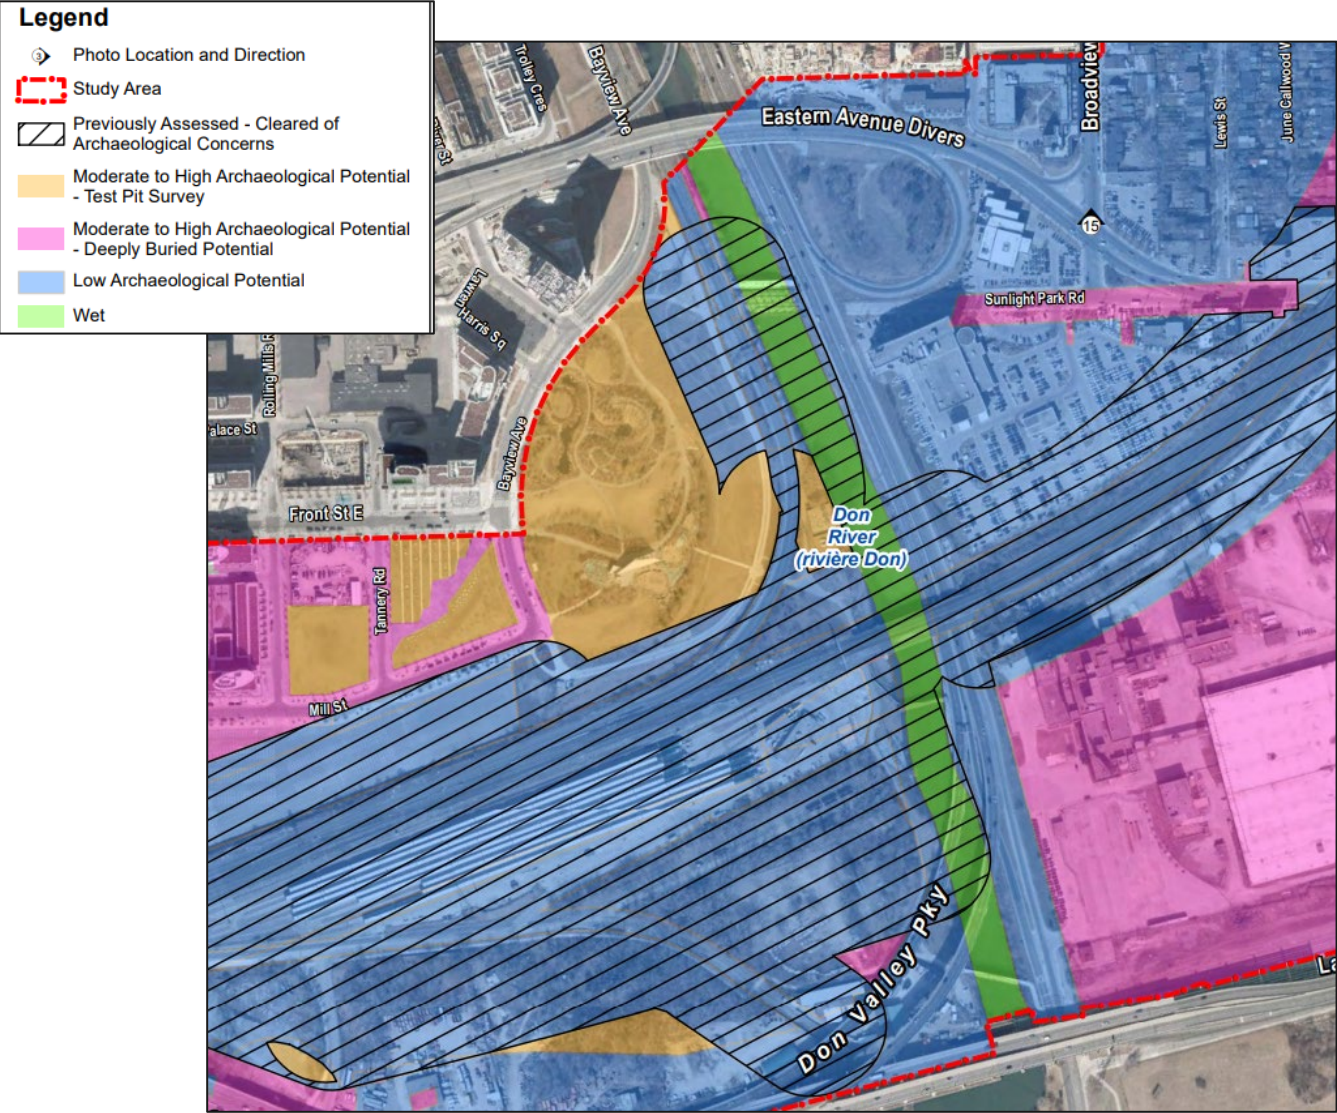 Legend
3
Photo Location and Direction
Study Area
Previously Assessed - Cleared of
Archaeological Concerns
Moderate to High Archaeological Potential
- Test Pit Survey
Moderate to High Archaeological Potential
- Deeply Buried Potential
Low Archaeological Potential
Wet
Trolley Cres
Bayview Ave
Eastern Avenue Divers
Broadview
Lewis St
June Callwood
15
Sunlight Park Rd
Lawren
Harris Sq
Rolling Mills R
alace St
Bayview Ave
Front St E
Don
River
(rivière Don)
Tannery Rd
Mill St
Don Valley Pky
La